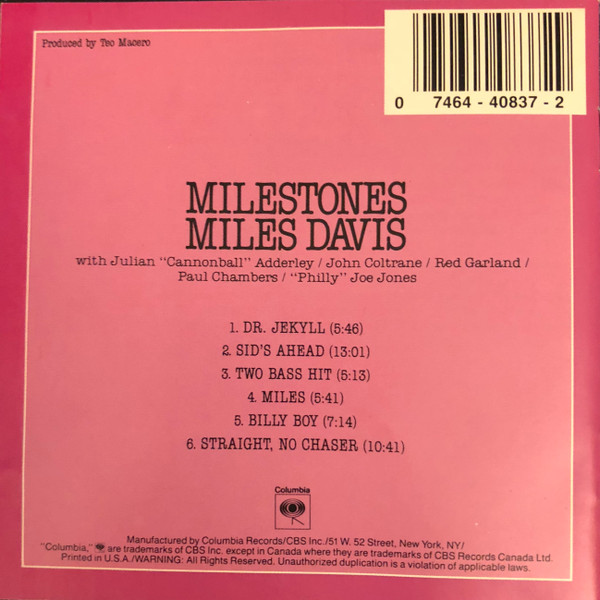 Produced by Teo Macero
0 7464 - 40837 - 2
MILESTONES
MILES DAVIS
with Julian "Cannonball" Adderley / John Coltrane / Red Garland /
Paul Chambers / "Philly" Joe Jones
1. DR. JEKYLL (5:46)
2. SID'S AHEAD (13:01)
3. TWO BASS HIT (5:13)
4. MILES (5:41)
5. BILLY BOY (7:14)
6. STRAIGHT, NO CHASER (10:41)
Columbia
Manufactured by Columbia Records/CBS Inc./51 W. 52 Street, New York, NY/
"Columbia," are trademarks of CBS Inc. except in Canada where they are trademarks of CBS Records Canada Ltd.
Printed in U.S.A./WARNING: All Rights Reserved. Unauthorized duplication is a violation of applicable laws.